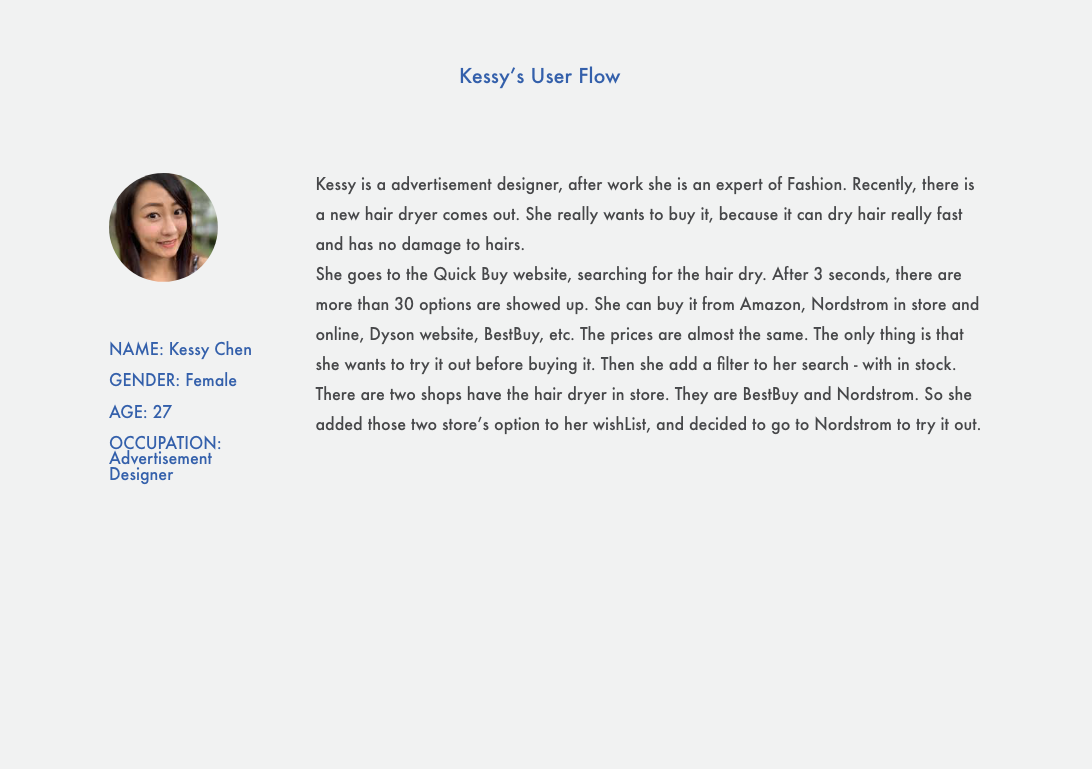 Kessy’s User Flow
Kessy is a advertisement designer, after work she is an expert of Fashion. Recently, there is
a new hair dryer comes out. She really wants to buy it, because it can dry hair really fast
and has no damage to hairs.
She goes to the Quick Buy website, searching for the hair dry. After 3 seconds, there are
more than 30 options are showed up. She can buy it from Amazon, Nordstrom in store and
online, Dyson website, BestBuy, etc. The prices are almost the same. The only thing is that
she wants to try it out before buying it. Then she add a filter to her search - with in stock.
There are two shops have the hair dryer in store. They are BestBuy and Nordstrom. So she
added those two store’s option to her wishList, and decided to go to Nordstrom to try it out.
NAME: Kessy Chen
GENDER: Female
AGE: 27
OCCUPATION:
Advertisement
Designer